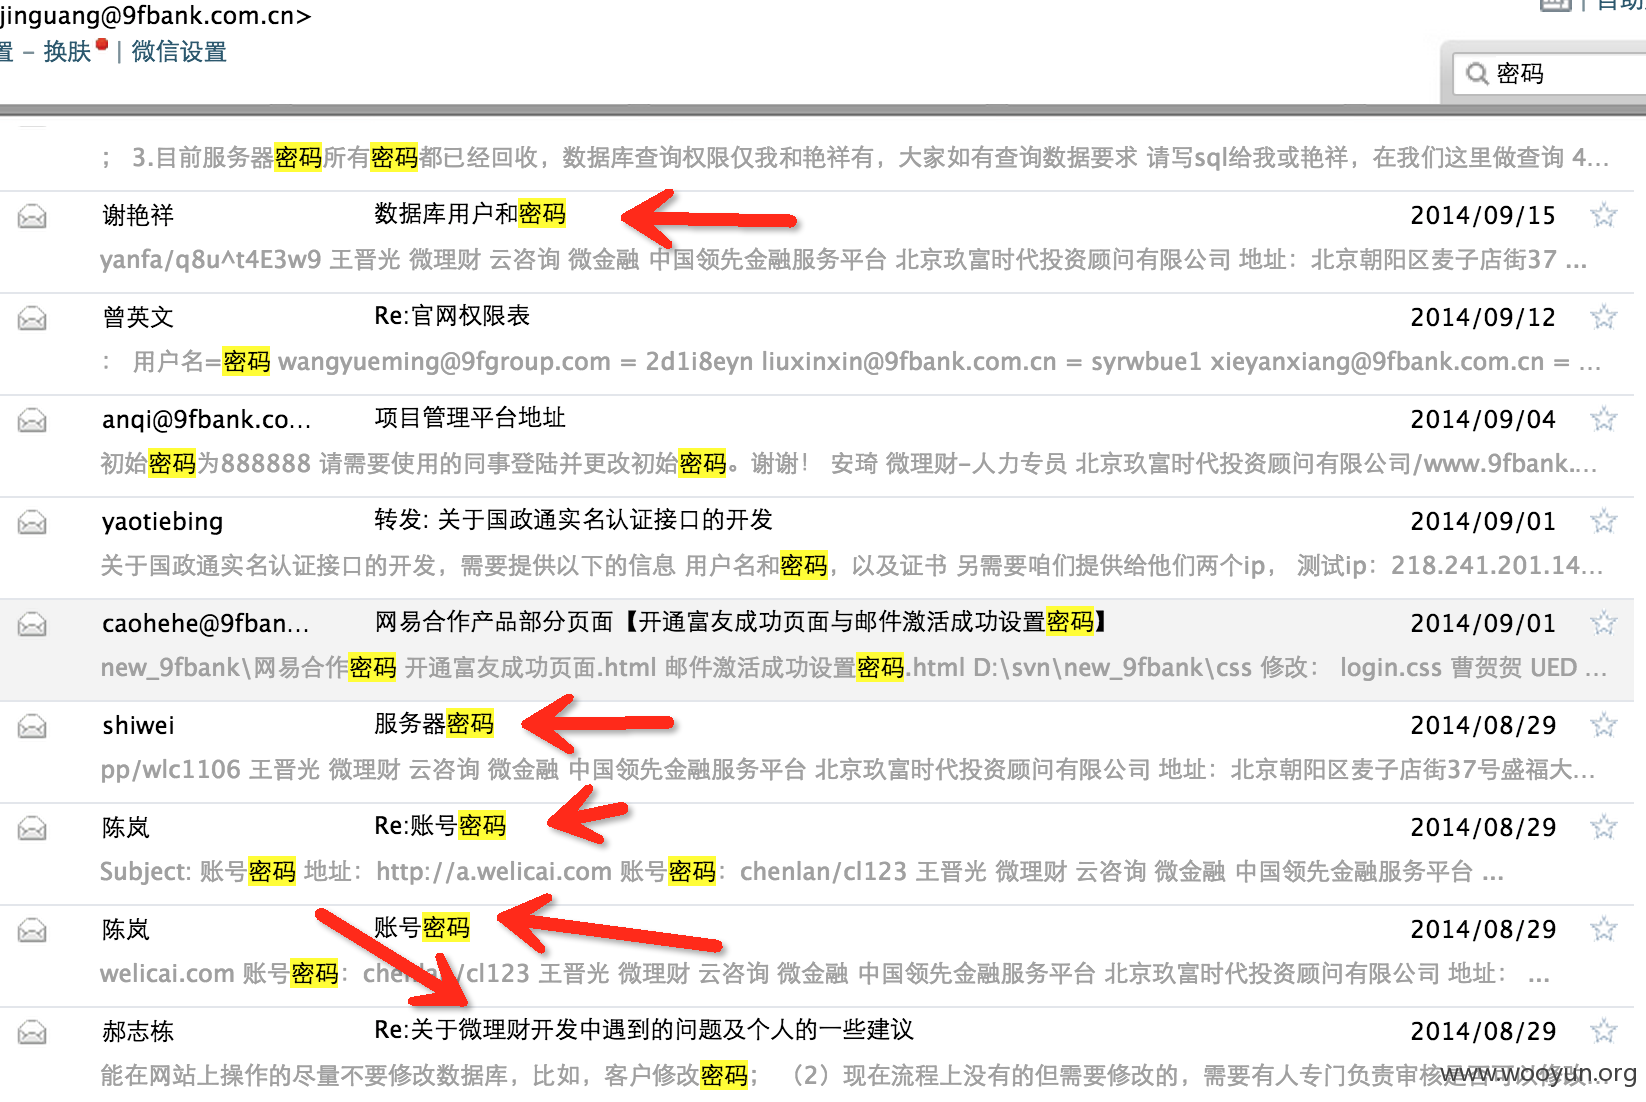 jinguang@9fbank.com.cn>
置 - 换肤 | 微信设置
| 自助
密码
； 3.目前服务器密码所有密码都已经回收，数据库查询权限仅我和艳祥有，大家如有查询数据要求 请写sql给我或艳祥，在我们这里做查询 4...
谢艳祥 数据库用户和密码 2014/09/15
yanfa/q8u^t4E3w9 王晋光 微理财 云咨询 微金融 中国领先金融服务平台 北京玖富时代投资顾问有限公司 地址：北京朝阳区麦子店街37 ...
曾英文 Re:官网权限表 2014/09/12
： 用户名=密码 wangyueming@9fgroup.com = 2d1i8eyn liuxinxin@9fbank.com.cn = syrwbue1 xieyanxiang@9fbank.com.cn = ...
anqi@9fbank.co... 项目管理平台地址 2014/09/04
初始密码为888888 请需要使用的同事登陆并更改初始密码。谢谢！ 安琦 微理财-人力专员 北京玖富时代投资顾问有限公司/www.9fbank....
yaotiebing 转发: 关于国政通实名认证接口的开发 2014/09/01
关于国政通实名认证接口的开发，需要提供以下的信息 用户名和密码，以及证书 另需要咱们提供给他们两个ip， 测试ip：218.241.201.14...
caohehe@9fban... 网易合作产品部分页面【开通富友成功页面与邮件激活成功设置密码】 2014/09/01
new_9fbank\网易合作密码 开通富友成功页面.html 邮件激活成功设置密码.html D:\svn\new_9fbank\css 修改： login.css 曹贺贺 UED ...
shiwei 服务器密码 2014/08/29
pp/wlc1106 王晋光 微理财 云咨询 微金融 中国领先金融服务平台 北京玖富时代投资顾问有限公司 地址：北京朝阳区麦子店街37号盛福大...
陈岚 Re:账号密码 2014/08/29
Subject: 账号密码 地址：http://a.welicai.com 账号密码：chenlan/cl123 王晋光 微理财 云咨询 微金融 中国领先金融服务平台 ...
陈岚 账号密码 2014/08/29
welicai.com 账号密码：chenlan/cl123 王晋光 微理财 云咨询 微金融 中国领先金融服务平台 北京玖富时代投资顾问有限公司 地址： ...
郝志栋 Re:关于微理财开发中遇到的问题及个人的一些建议 2014/08/29
能在网站上操作的尽量不要修改数据库，比如，客户修改密码； （2）现在流程上没有的但需要修改的，需要有人专门负责审核
www.wooyun.org